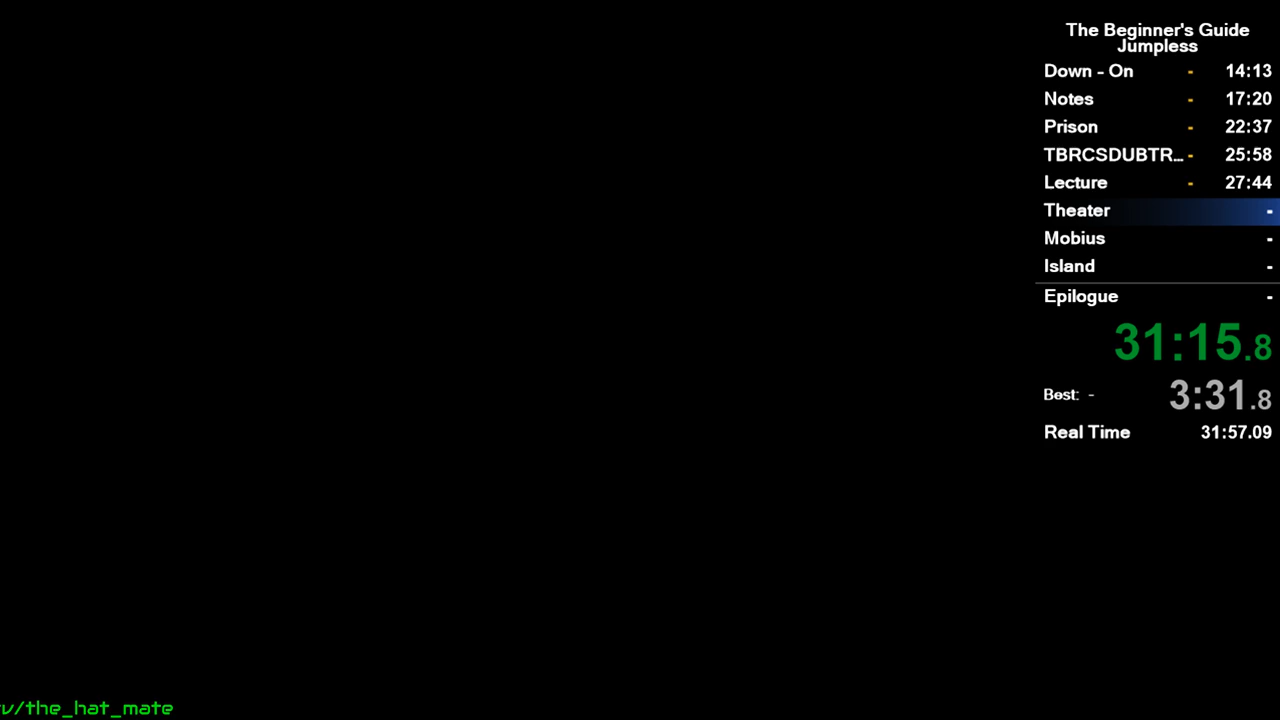 The Beginner's Guide
Jumpless
Down - On - 14:13
Notes - 17:20
Prison - 22:37
TBRCSDUBTR... - 25:58
Lecture - 27:44
Theater -
Mobius -
Island -
Epilogue -
31:15.8
Best: - 3:31.8
Real Time 31:57.09
v/the_hat_mate